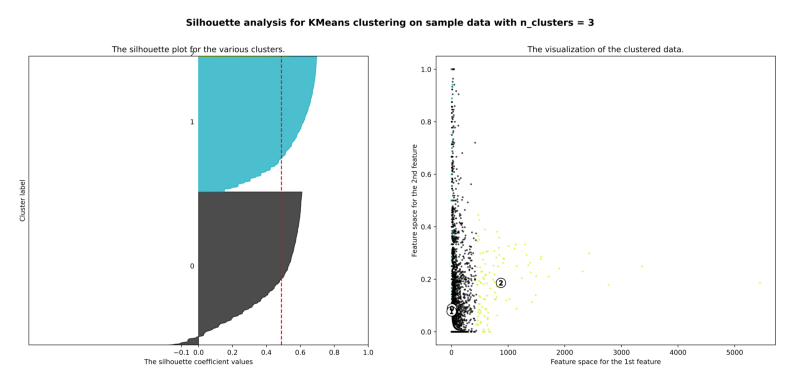 Silhouette analysis for KMeans clustering on sample data with n_clusters = 3
The silhouette plot for the various clusters.
2
1
0
Cluster label
−0.1 0.0 0.2 0.4 0.6 0.8 1.0
The silhouette coefficient values
The visualization of the clustered data.
1.0
0.8
0.6
0.4
0.2
0.0
Feature space for the 2nd feature
2
1
0 1000 2000 3000 4000 5000
Feature space for the 1st feature